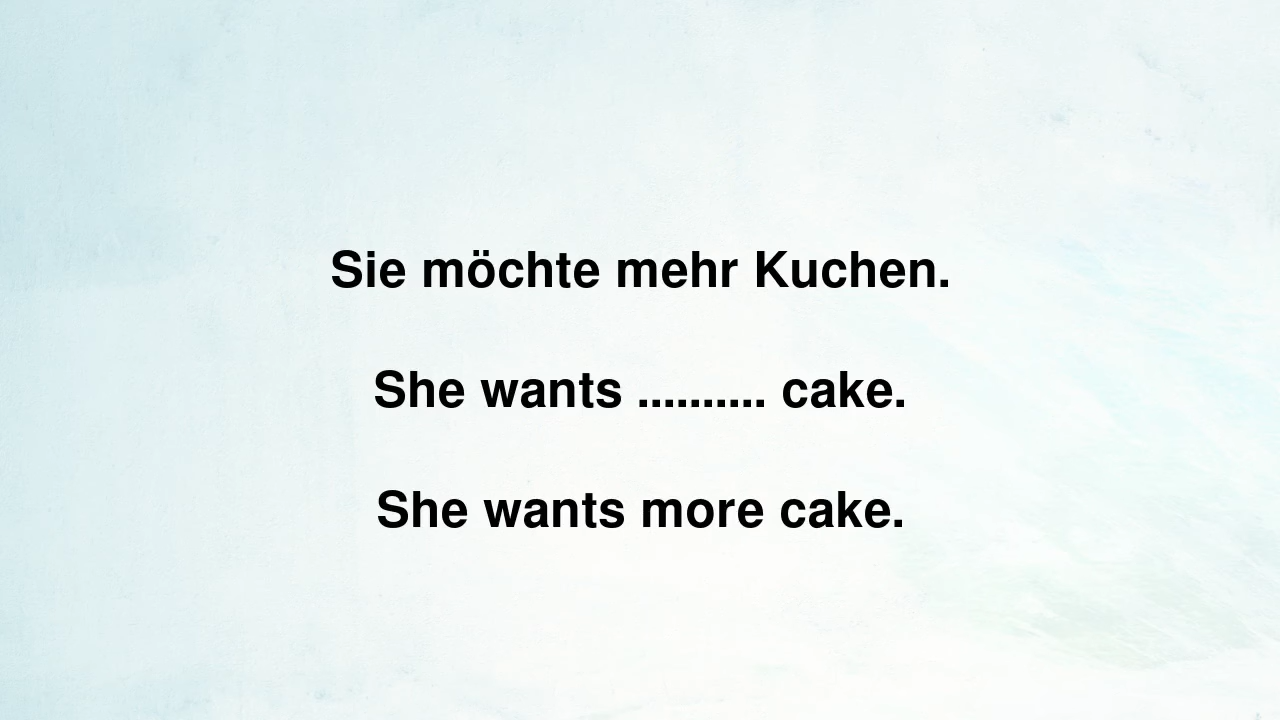 Sie möchte mehr Kuchen.
She wants .......... cake.
She wants more cake.